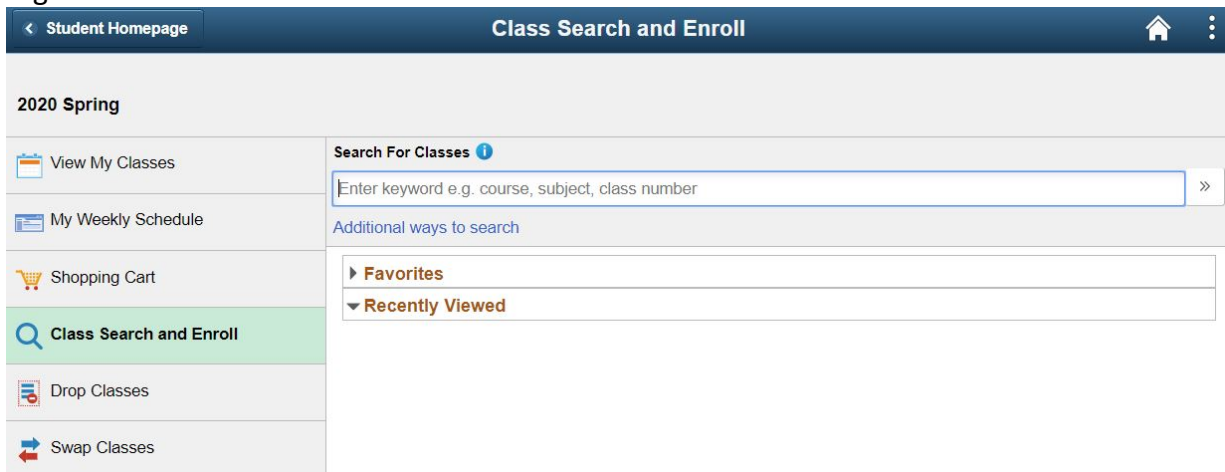 Student Homepage
Class Search and Enroll
2020 Spring
View My Classes
My Weekly Schedule
Shopping Cart
Class Search and Enroll
Drop Classes
Swap Classes
Search For Classes
Enter keyword e.g. course, subject, class number
Additional ways to search
Favorites
Recently Viewed